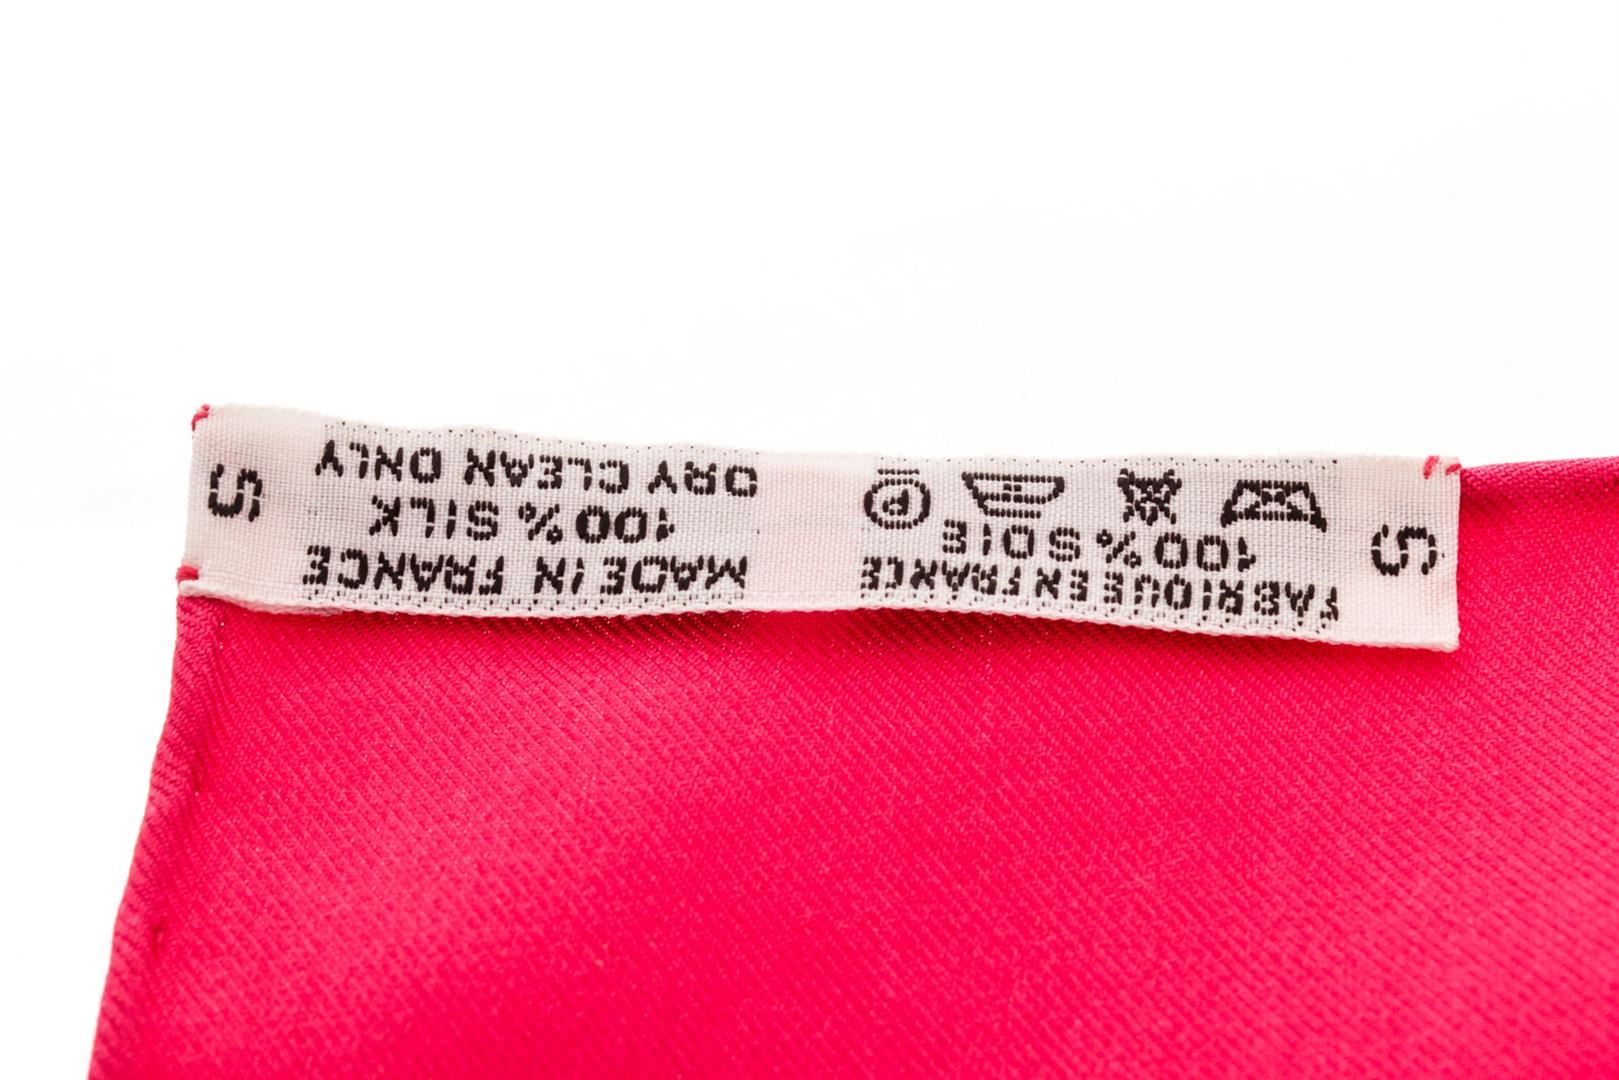 S
FABRIQUE EN FRANCE
100% SOIE
P
MADE IN FRANCE
100% SILK
DRY CLEAN ONLY
S